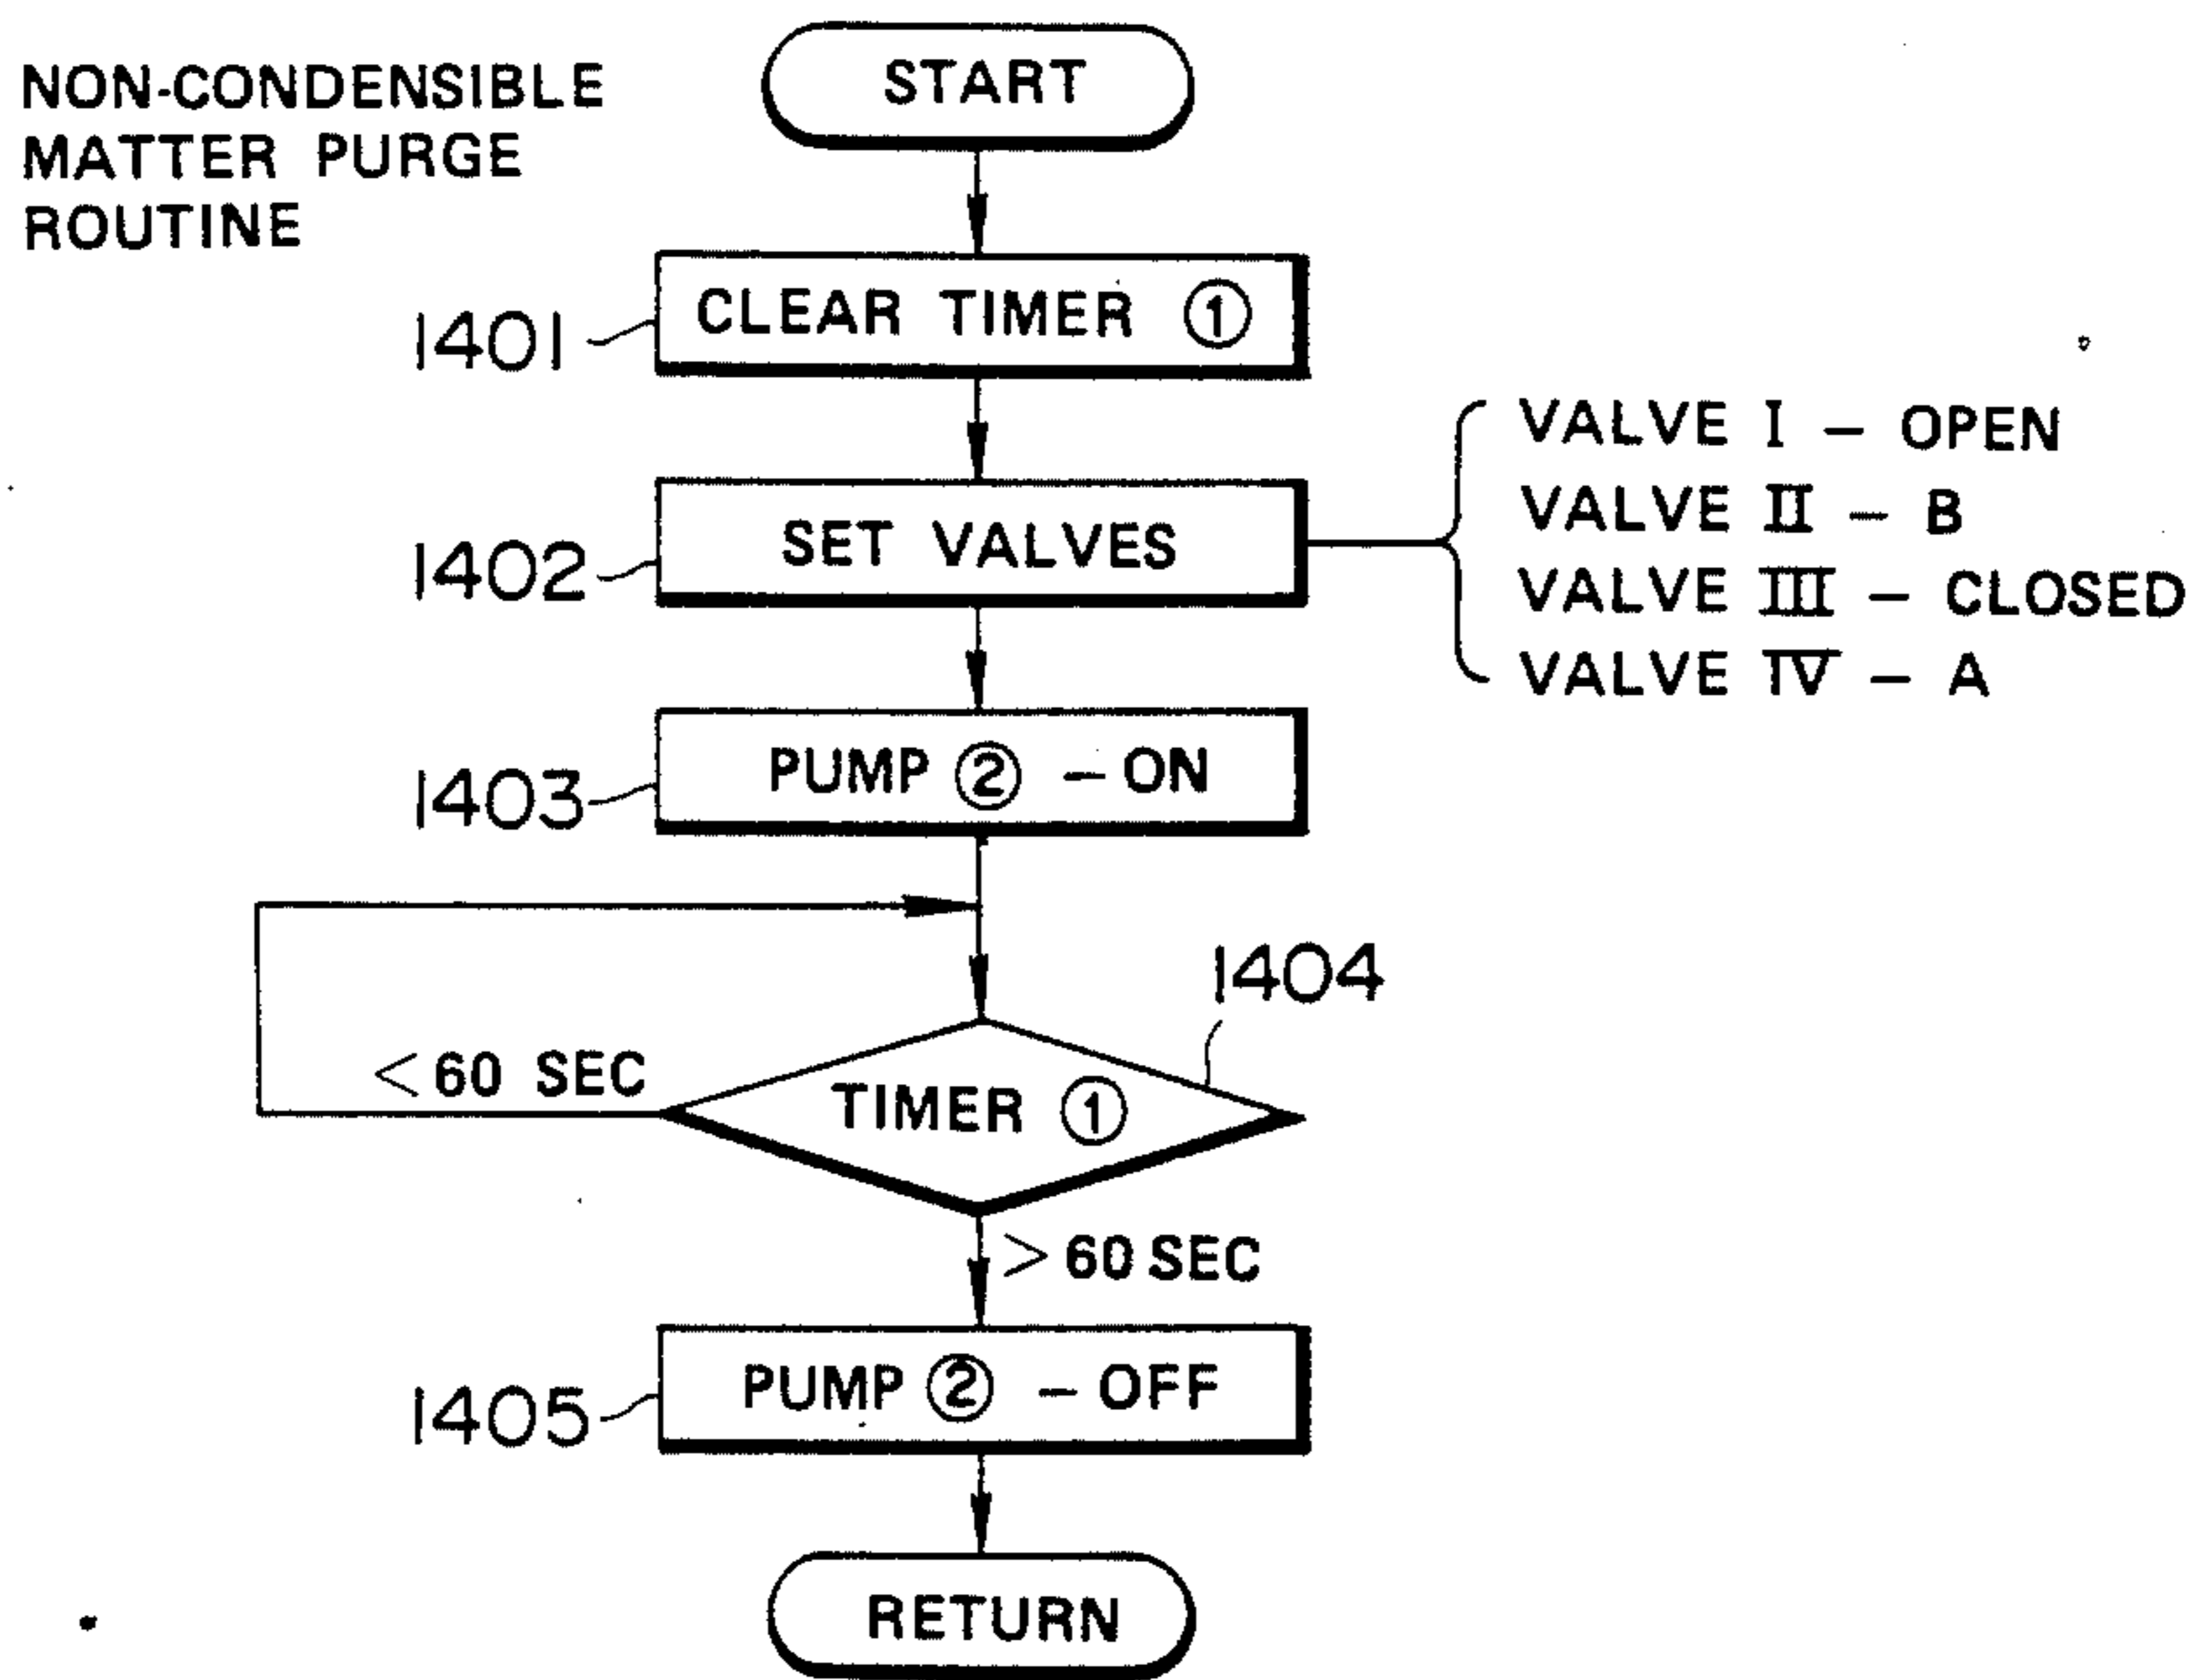 NON-CONDENSIBLE
MATTER PURGE
ROUTINE
START
1401
CLEAR TIMER ①
1402
SET VALVES
VALVE I – OPEN
VALVE II – B
VALVE III – CLOSED
VALVE IV – A
1403
PUMP ② – ON
1404
< 60 SEC
TIMER ①
> 60 SEC
1405
PUMP ② – OFF
RETURN